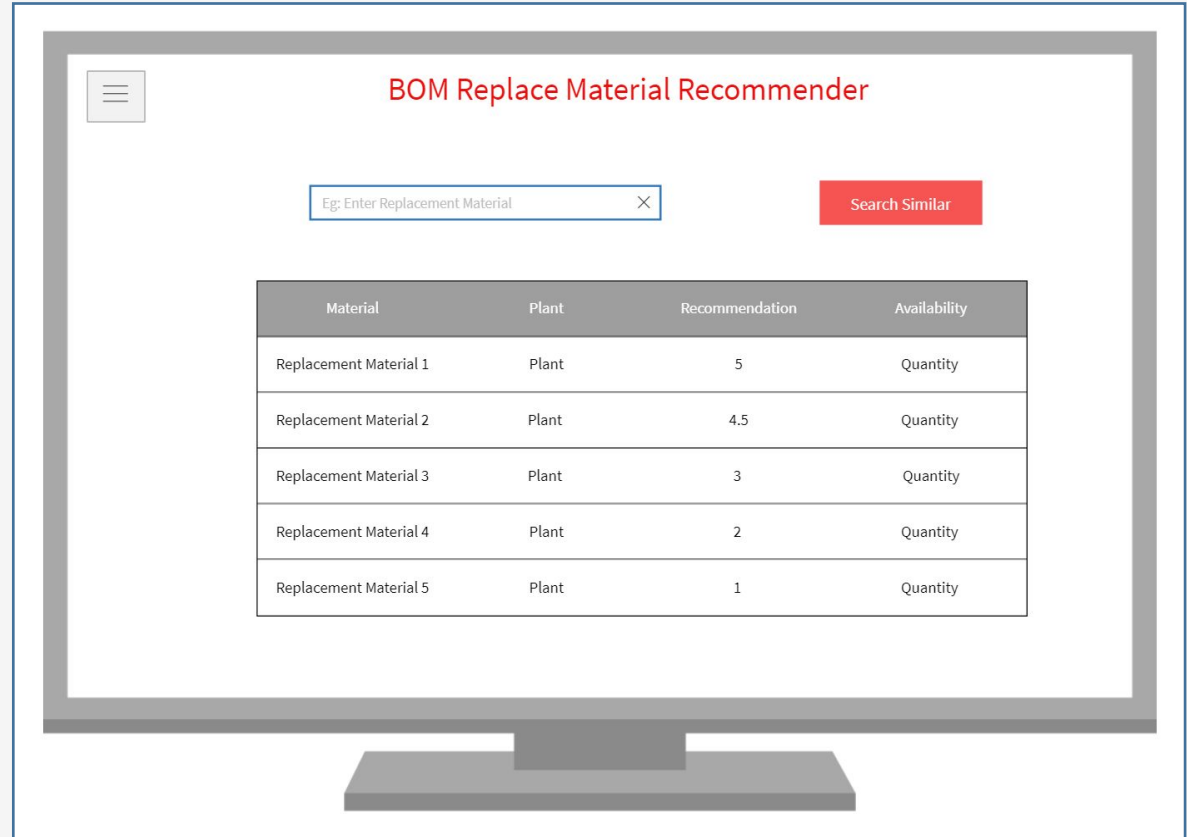 BOM Replace Material Recommender
Eg: Enter Replacement Material
Search Similar
Material Plant Recommendation Availability
Replacement Material 1 Plant 5 Quantity
Replacement Material 2 Plant 4.5 Quantity
Replacement Material 3 Plant 3 Quantity
Replacement Material 4 Plant 2 Quantity
Replacement Material 5 Plant 1 Quantity